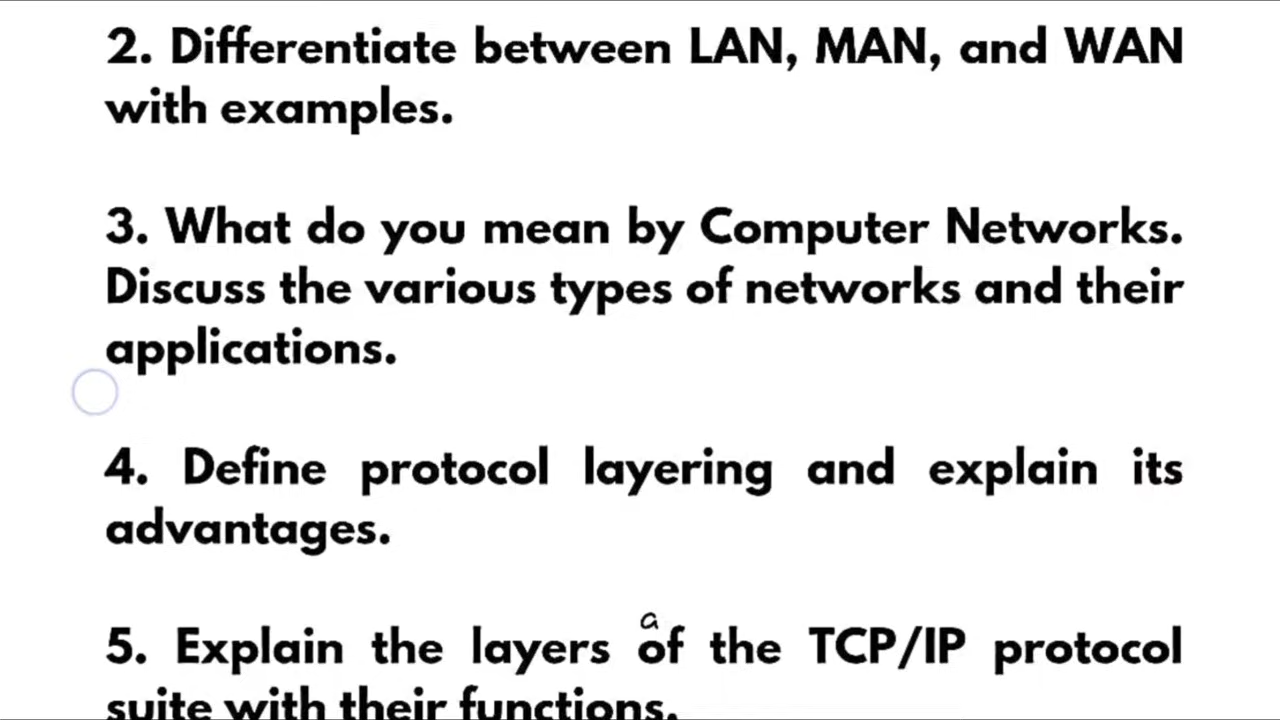 2. Differentiate between LAN, MAN, and WAN
with examples.
3. What do you mean by Computer Networks.
Discuss the various types of networks and their
applications.
4. Define protocol layering and explain its
advantages.
a
5. Explain the layers of the TCP/IP protocol
suite with their functions.